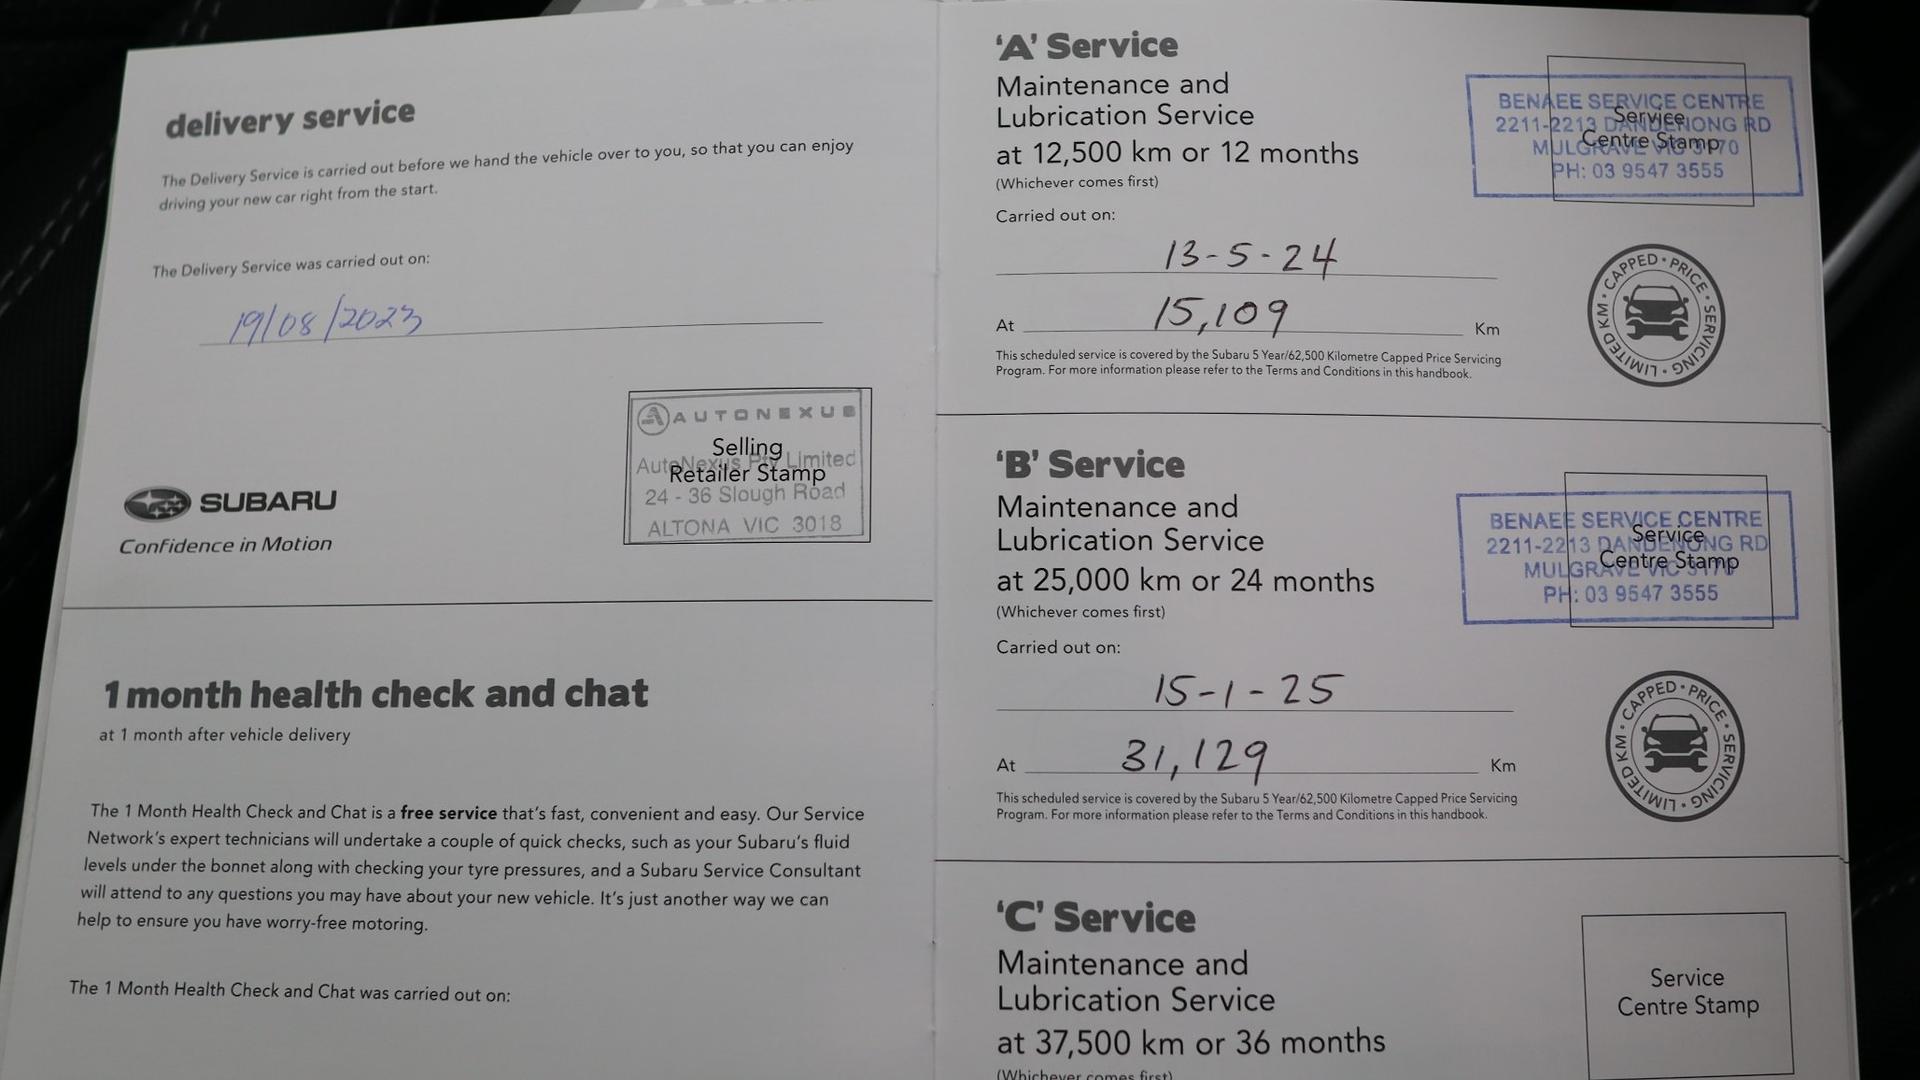 delivery service
The Delivery Service is carried out before we hand the vehicle over to you, so that you can enjoy
driving your new car right from the start.
The Delivery Service was carried out on:
19/08/2023
AUTONEXUS
Selling
AutoNexus Pty Limited
Retailer Stamp
24 - 36 Slough Road
ALTONA VIC 3018
SUBARU
Confidence in Motion
1 month health check and chat
at 1 month after vehicle delivery
The 1 Month Health Check and Chat is a free service that's fast, convenient and easy. Our Service
Network's expert technicians will undertake a couple of quick checks, such as your Subaru's fluid
levels under the bonnet along with checking your tyre pressures, and a Subaru Service Consultant
will attend to any questions you may have about your new vehicle. It's just another way we can
help to ensure you have worry-free motoring.
The 1 Month Health Check and Chat was carried out on:
'A' Service
Maintenance and
Lubrication Service
at 12,500 km or 12 months
(Whichever comes first)
Carried out on:
13-5-24
At 15,109 Km
This scheduled service is covered by the Subaru 5 Year/62,500 Kilometre Capped Price Servicing
Program. For more information please refer to the Terms and Conditions in this handbook.
BENAEE SERVICE CENTRE
Service
2211-2213 DANDENONG RD
Centre Stamp
MULGRAVE VIC 3170
PH: 03 9547 3555
LIMITED KM • CAPPED • PRICE • SERVICING •
'B' Service
Maintenance and
Lubrication Service
at 25,000 km or 24 months
(Whichever comes first)
Carried out on:
15-1-25
At 31,129 Km
This scheduled service is covered by the Subaru 5 Year/62,500 Kilometre Capped Price Servicing
Program. For more information please refer to the Terms and Conditions in this handbook.
BENAEE SERVICE CENTRE
Service
2211-2213 DANDENONG RD
Centre Stamp
MULGRAVE VIC 3170
PH: 03 9547 3555
LIMITED KM • CAPPED • PRICE • SERVICING •
'C' Service
Maintenance and
Lubrication Service
at 37,500 km or 36 months
(Whichever comes first)
Service
Centre Stamp